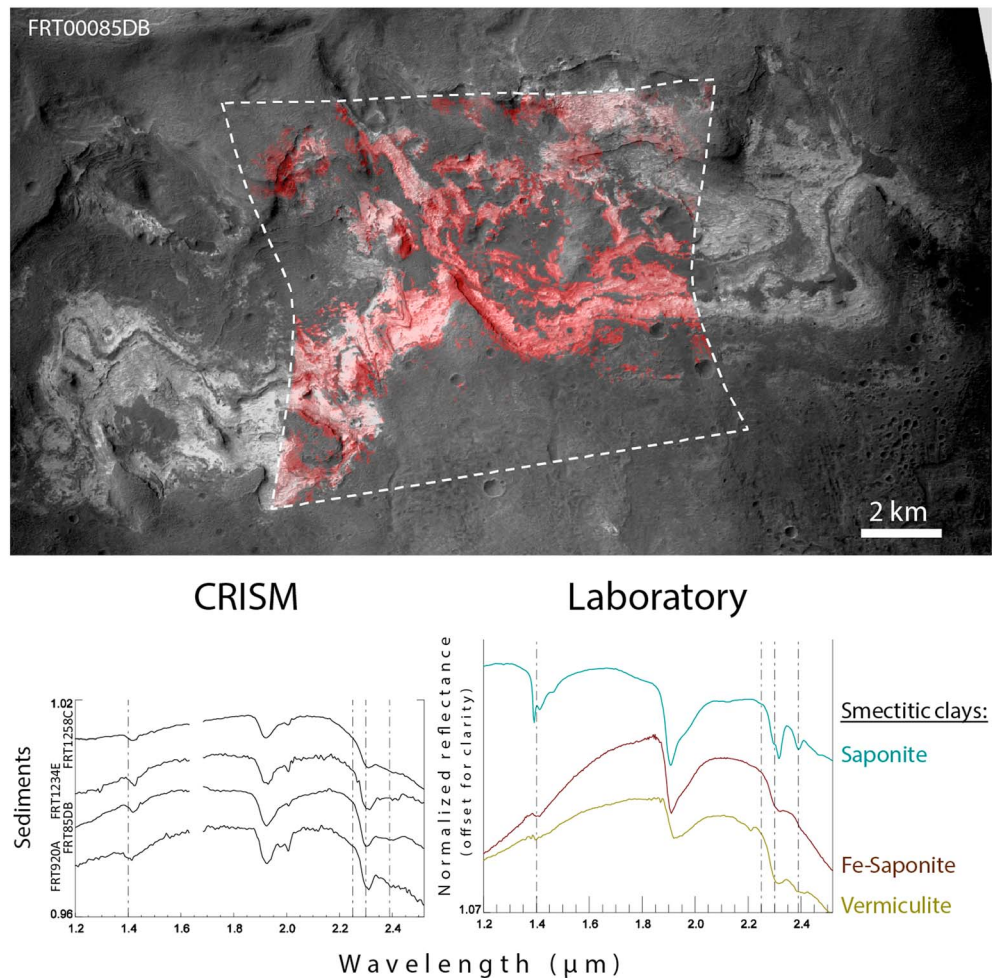 FRT00085DB
2 km
CRISM
Laboratory
Sediments
1.02
FRT1258C
FRT1234E
FRT85DB
FRT920A
0.96
1.2 1.4 1.6 1.8 2.0 2.2 2.4
Normalized reflectance
(offset for clarity)
1.07
1.2 1.4 1.6 1.8 2.0 2.2 2.4
Smectitic clays:
Saponite
Fe-Saponite
Vermiculite
Wavelength (µm)